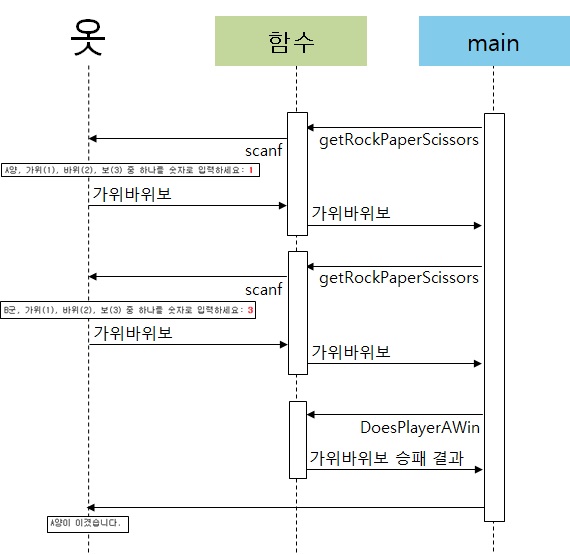 옷
함수
main
getRockPaperScissors
scanf
A양, 가위(1), 바위(2), 보(3) 중 하나를 숫자로 입력하세요: 1
가위바위보
가위바위보
getRockPaperScissors
scanf
B군, 가위(1), 바위(2), 보(3) 중 하나를 숫자로 입력하세요: 3
가위바위보
가위바위보
DoesPlayerAWin
가위바위보 승패 결과
A양이 이겼습니다.